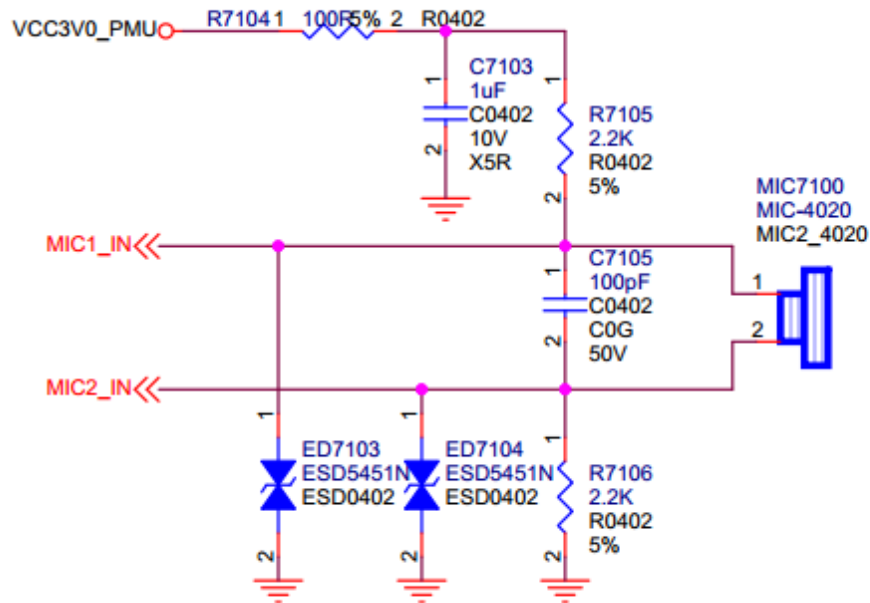 VCC3V0_PMU
R7104 1 100R 5% 2 R0402
1
C7103
1uF
C0402
10V
X5R
2
1
R7105
2.2K
R0402
5%
2
MIC7100
MIC-4020
MIC2_4020
MIC1_IN
1
C7105
100pF
C0402
C0G
50V
2
1
2
MIC2_IN
1
ED7103
ESD5451N
ESD0402
2
1
ED7104
ESD5451N
ESD0402
2
1
R7106
2.2K
R0402
5%
2